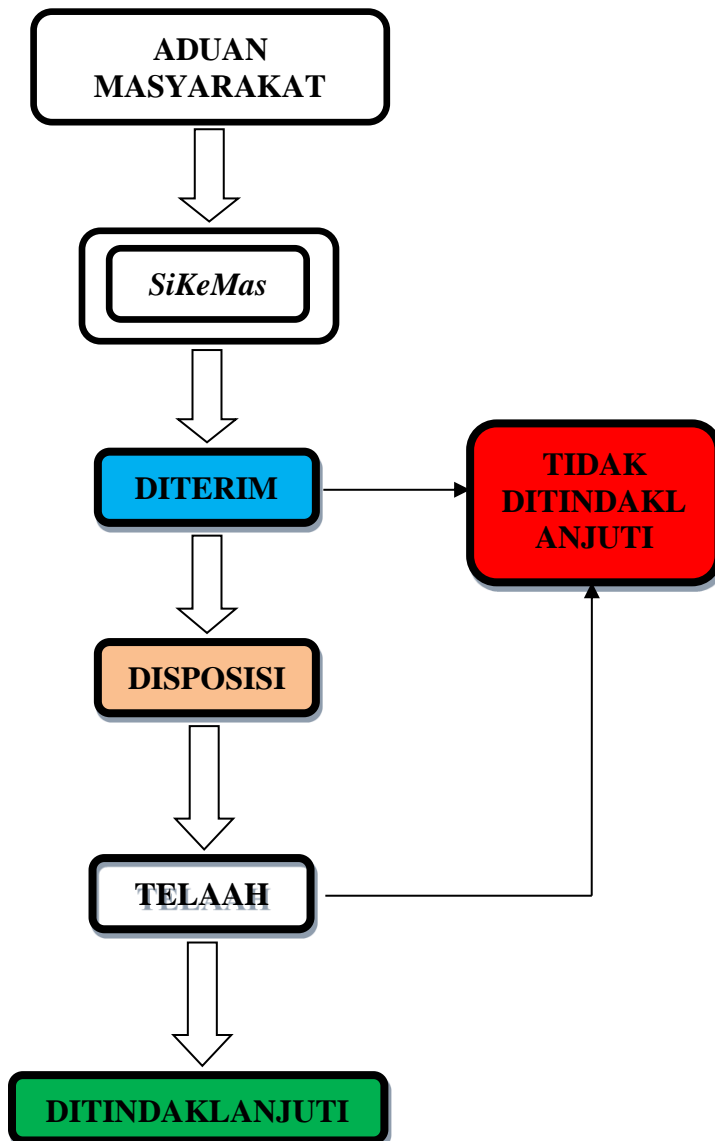 ADUAN
MASYARAKAT
SiKeMas
DITERIM
TIDAK
DITINDAKL
ANJUTI
DISPOSISI
TELAAH
DITINDAKLANJUTI